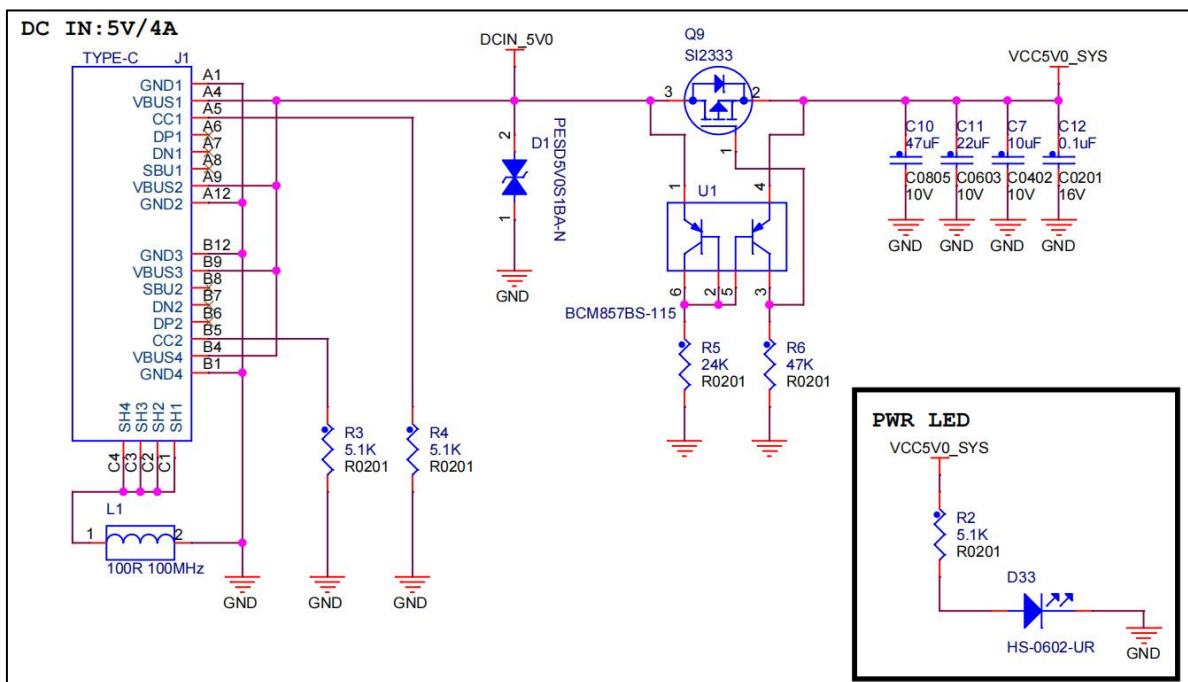 DC IN:5V/4A
TYPE-C J1
GND1 A1
VBUS1 A4
CC1 A5
DP1 A6
DN1 A7
SBU1 A8
VBUS2 A9
GND2 A12
GND3 B12
VBUS3 B9
SBU2 B8
DN2 B7
DP2 B6
CC2 B5
VBUS4 B4
GND4 B1
SH4 SH3 SH2 SH1
C4 C3 C2 C1
L1
1 2
100R 100MHz
GND
R3
5.1K
R0201
GND
R4
5.1K
R0201
GND
DCIN_5V0
2
D1
1
PESD5V0S1BA-N
GND
Q9
SI2333
3 2
1
1 4
U1
6 2 5 3
BCM857BS-115
R5
24K
R0201
R6
47K
R0201
VCC5V0_SYS
C10
47uF
C0805
10V
GND
C11
22uF
C0603
10V
GND
C7
10uF
C0402
10V
GND
C12
0.1uF
C0201
16V
GND
PWR LED
VCC5V0_SYS
R2
5.1K
R0201
D33
HS-0602-UR
GND